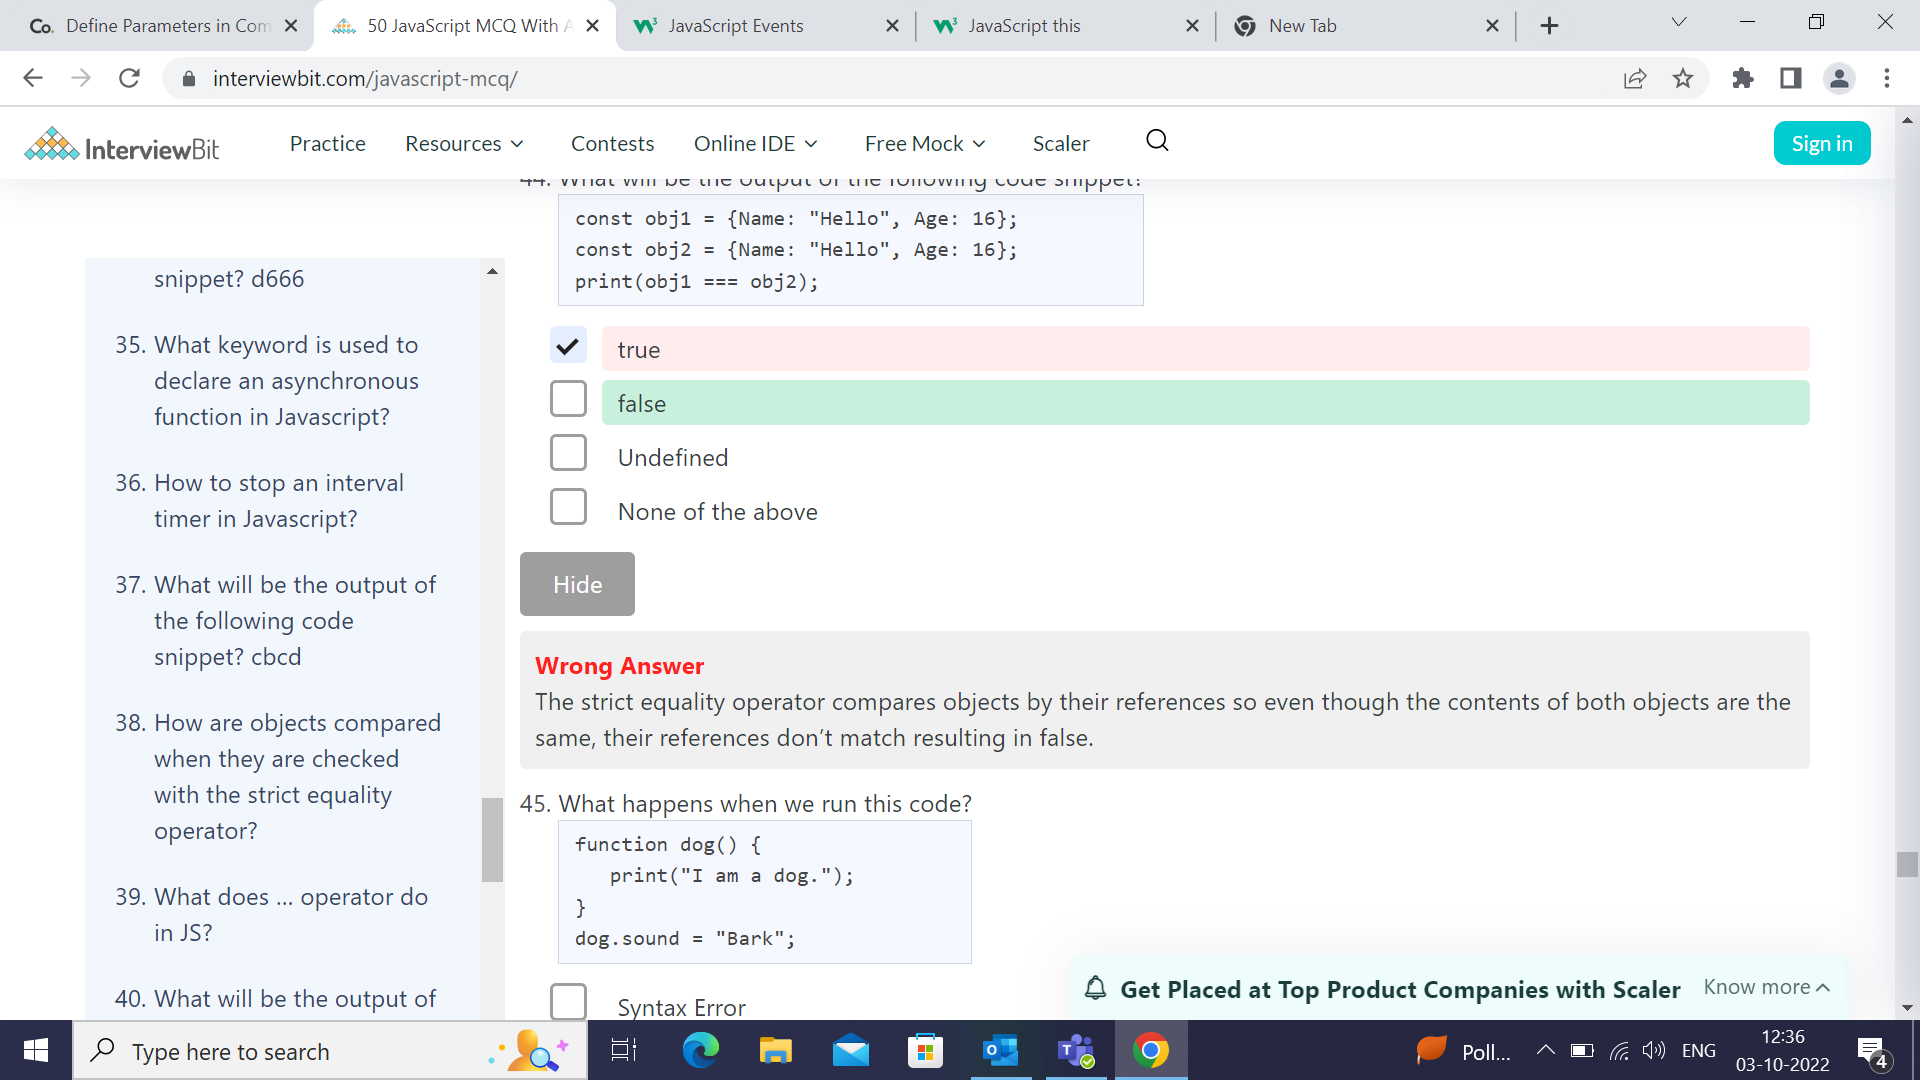 Co. Define Parameters in Com
50 JavaScript MCQ With A
JavaScript Events
JavaScript this
New Tab
interviewbit.com/javascript-mcq/
InterviewBit
Practice
Resources
Contests
Online IDE
Free Mock
Scaler
Sign in
snippet? d666
35. What keyword is used to
declare an asynchronous
function in Javascript?
36. How to stop an interval
timer in Javascript?
37. What will be the output of
the following code
snippet? cbcd
38. How are objects compared
when they are checked
with the strict equality
operator?
39. What does ... operator do
in JS?
40. What will be the output of
44. What will be the output of the following code snippet?
const obj1 = {Name: "Hello", Age: 16};
const obj2 = {Name: "Hello", Age: 16};
print(obj1 === obj2);
true
false
Undefined
None of the above
Hide
Wrong Answer
The strict equality operator compares objects by their references so even though the contents of both objects are the
same, their references don’t match resulting in false.
45. What happens when we run this code?
function dog() {
print("I am a dog.");
}
dog.sound = "Bark";
Syntax Error
Get Placed at Top Product Companies with Scaler
Know more
Type here to search
Poll...
ENG
12:36
03-10-2022
4